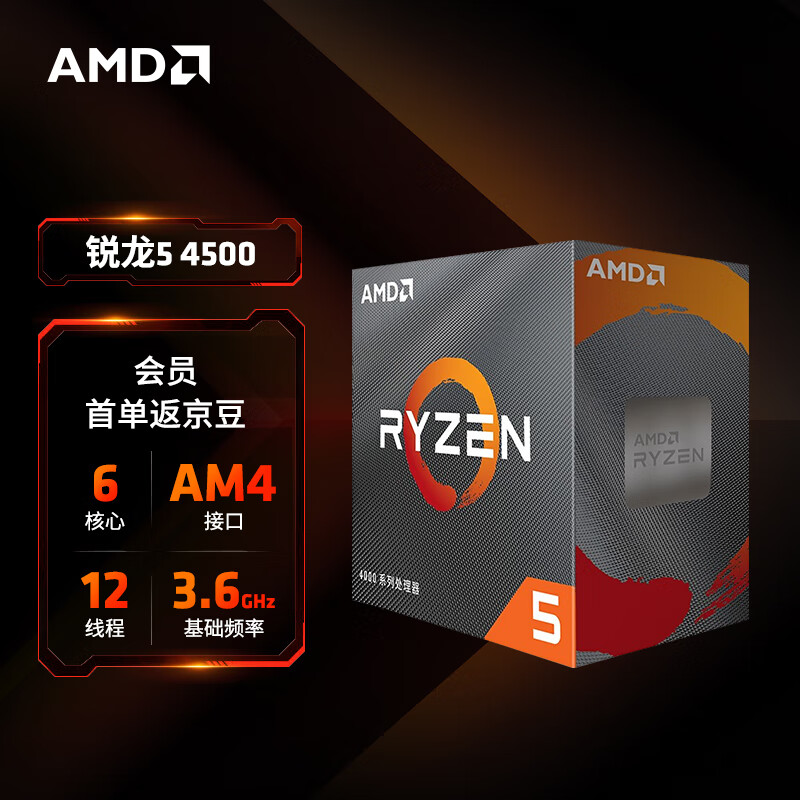 AMD
锐龙5 4500
会员
首单返京豆
6
核心
AM4
接口
12
线程
3.6GHz
基础频率
AMD
RYZEN
4000 系列处理器
5
AMD
AMD
RYZEN